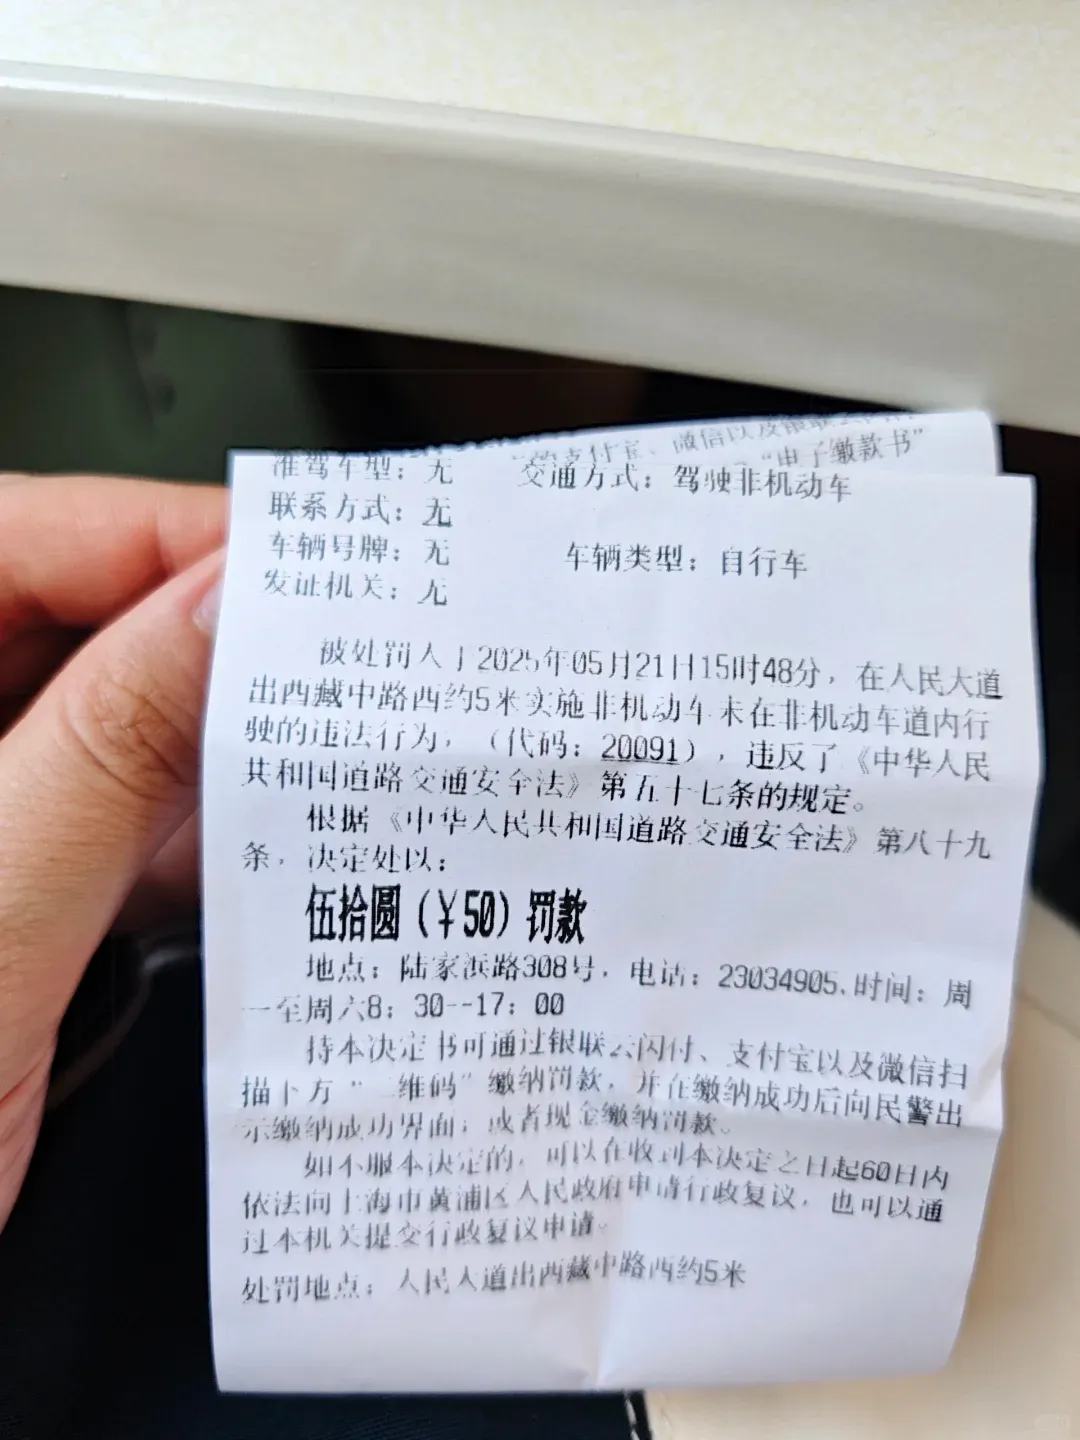 支付宝、微信以及银联
"电子缴款书"
准驾车型：无 交通方式：驾驶非机动车
联系方式：无
车辆号牌：无 车辆类型：自行车
发证机关：无
被处罚人于2025年05月21日15时48分，在人民大道
出西藏中路西约5米实施非机动车未在非机动车道内行
驶的违法行为，（代码：20091），违反了《中华人民
共和国道路交通安全法》第五十七条的规定。
根据《中华人民共和国道路交通安全法》第八十九
条，决定处以：
伍拾圆（￥50）罚款
地点：陆家浜路308号，电话：23034905,时间：周
一至周六8：30--17：00
持本决定书可通过银联云闪付、支付宝以及微信扫
描下方"二维码"缴纳罚款，并在缴纳成功后向民警出
示缴纳成功界面；或者现金缴纳罚款。
如不服本决定的，可以在收到本决定之日起60日内
依法向上海市黄浦区人民政府申请行政复议，也可以通
过本机关提交行政复议申请。
处罚地点：人民大道出西藏中路西约5米